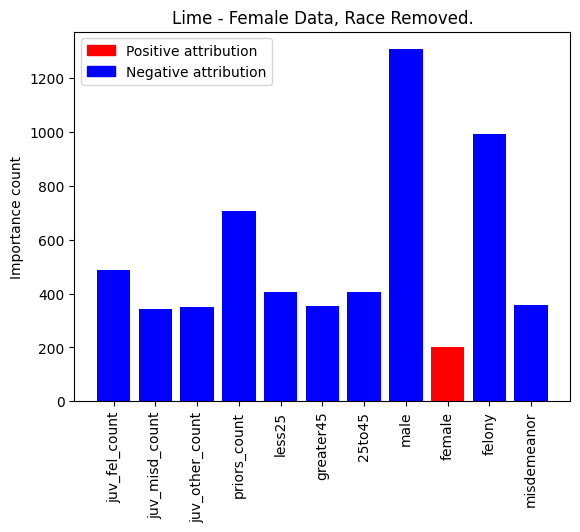 Lime - Female Data, Race Removed.
Positive attribution
Negative attribution
Importance count
1200
1000
800
600
400
200
0
juv_fel_count
juv_misd_count
juv_other_count
priors_count
less25
greater45
25to45
male
female
felony
misdemeanor